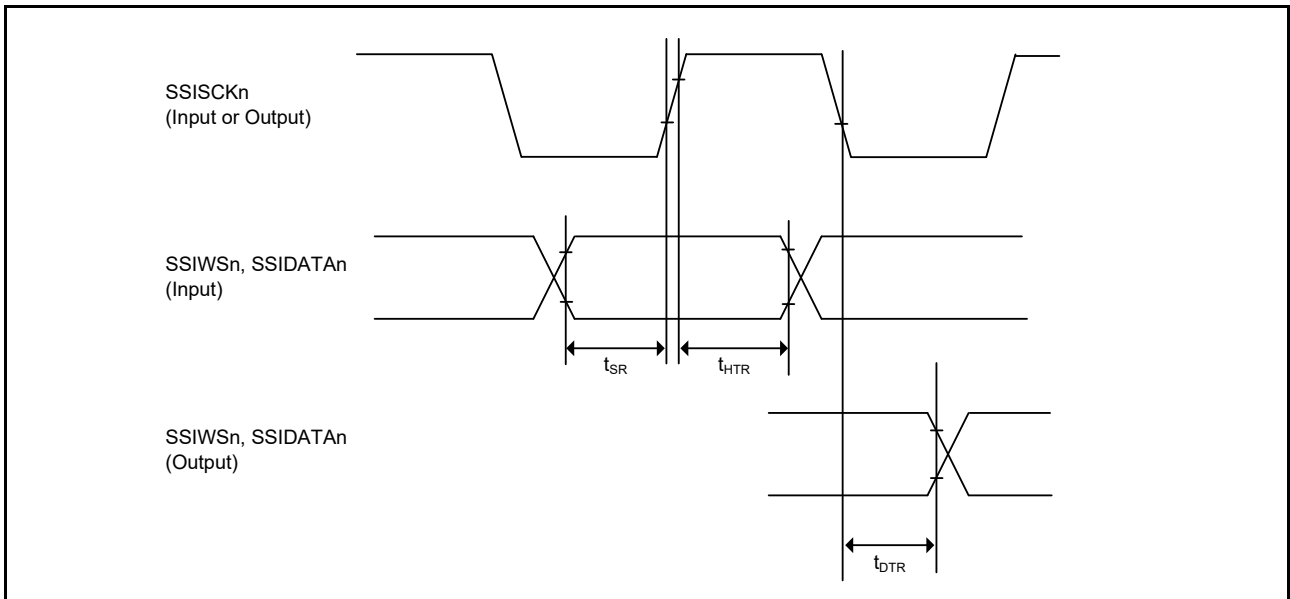 SSISCKn
(Input or Output)
SSIWSn, SSIDATAn
(Input)
tSR
tHTR
SSIWSn, SSIDATAn
(Output)
tDTR